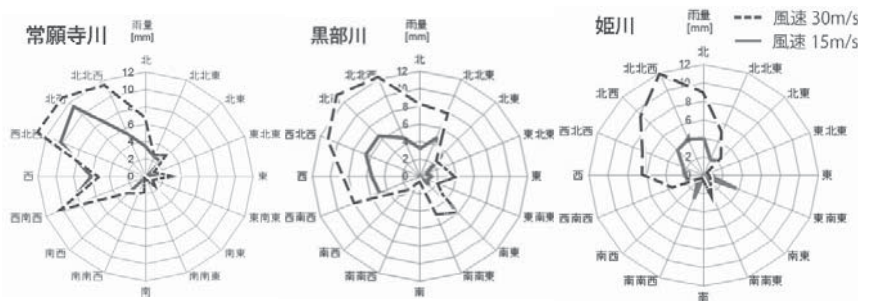 常願寺川
雨量
[mm]
北
北北東
北東
東北東
東
東南東
南東
南南東
南
南南西
南西
西南西
西
西北西
北西
北北西
12
10
8
6
4
2
0
黒部川
雨量
[mm]
北
北北東
北東
東北東
東
東南東
南東
南南東
南
南南西
南西
西南西
西
西北西
北西
北北西
12
10
8
6
4
2
0
姫川
雨量
[mm]
北
北北東
北東
東北東
東
東南東
南東
南南東
南
南南西
南西
西南西
西
西北西
北西
北北西
12
10
8
6
4
2
0
風速 30m/s
風速 15m/s